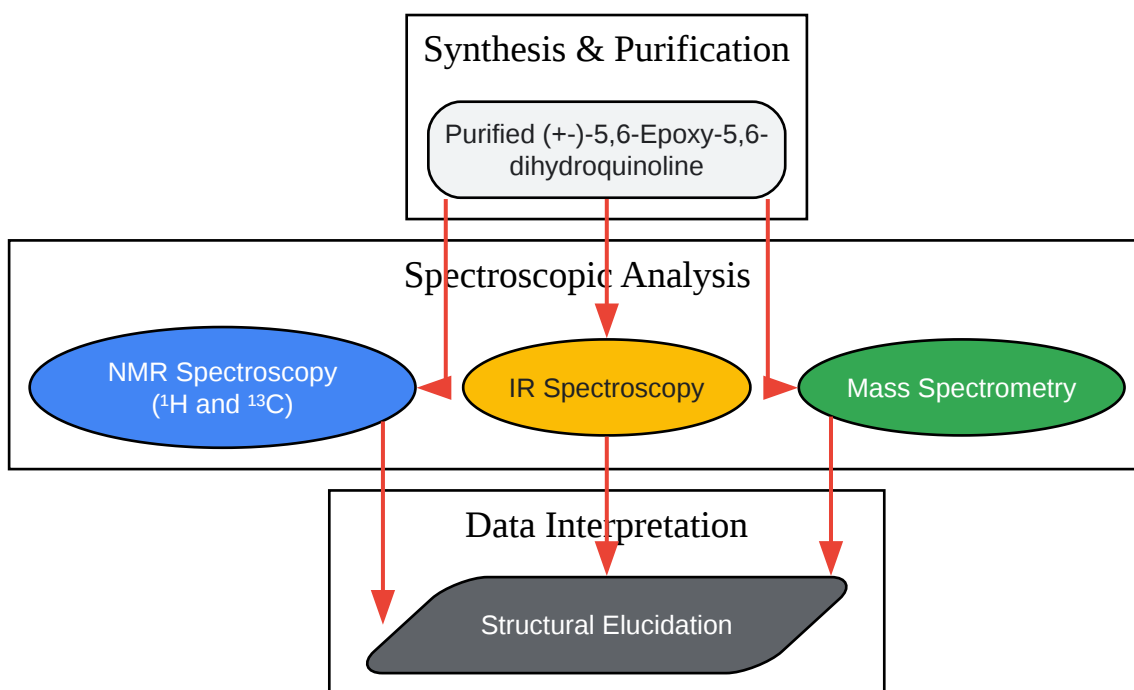 Synthesis & Purification
Purified (+-)-5,6-Epoxy-5,6-
dihydroquinoline
Spectroscopic Analysis
NMR Spectroscopy
(¹H and ¹³C)
IR Spectroscopy
Mass Spectrometry
Data Interpretation
Structural Elucidation